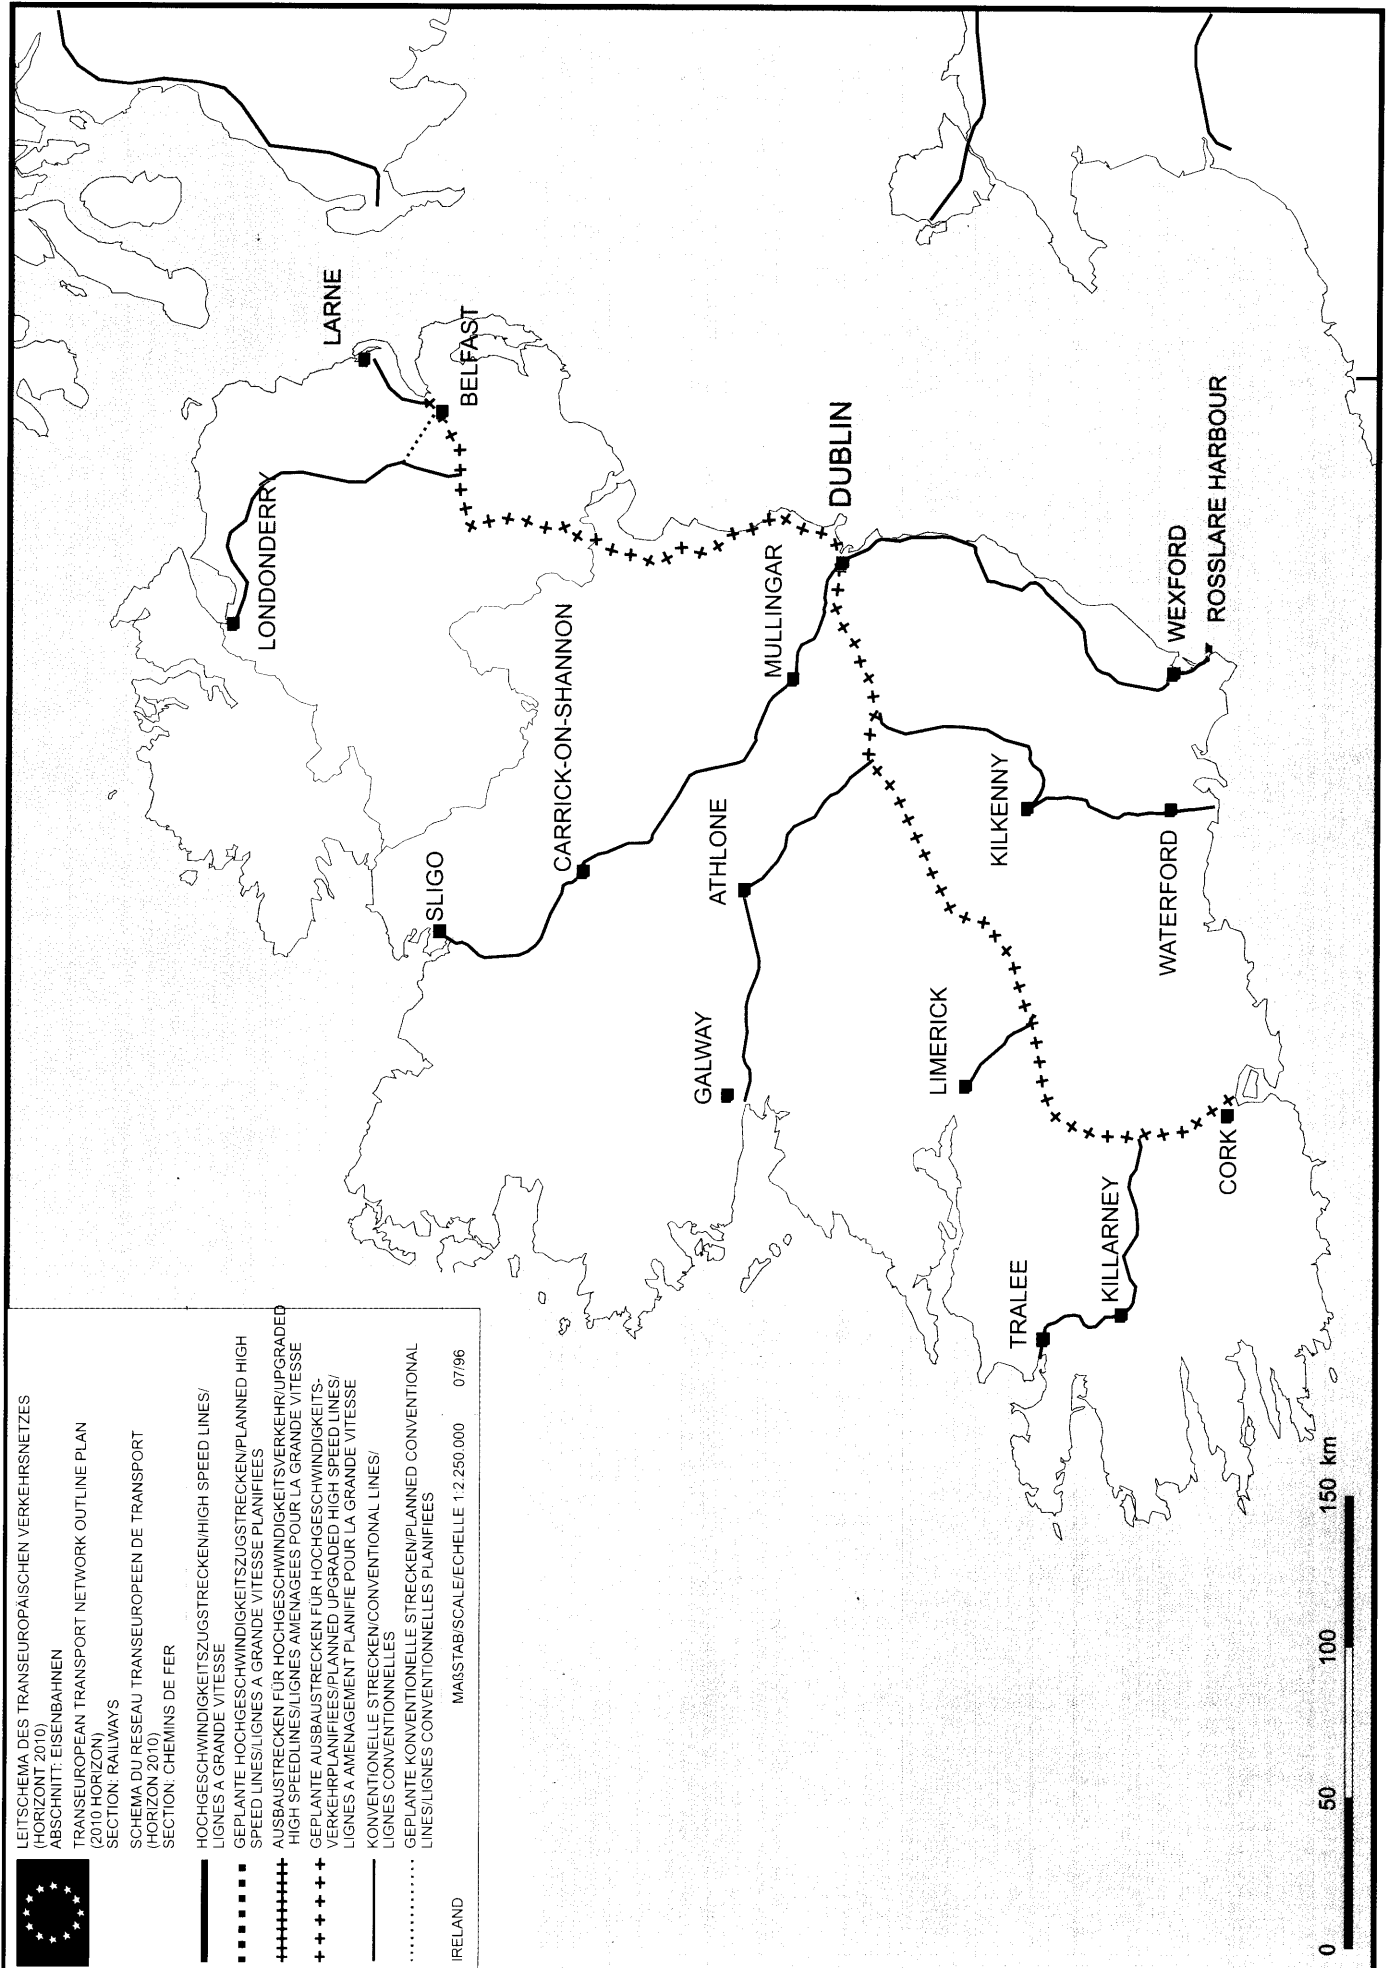 LEITSCHEMA DES TRANSEUROPÄISCHEN VERKEHRSNETZES
(HORIZONT 2010)
ABSCHNITT: EISENBAHNEN
TRANSEUROPEAN TRANSPORT NETWORK OUTLINE PLAN
(2010 HORIZON)
SECTION: RAILWAYS
SCHEMA DU RESEAU TRANSEUROPEEN DE TRANSPORT
(HORIZON 2010)
SECTION: CHEMINS DE FER
HOCHGESCHWINDIGKEITSZUGSTRECKEN/HIGH SPEED LINES/
LIGNES A GRANDE VITESSE
GEPLANTE HOCHGESCHWINDIGKEITSZUGSTRECKEN/PLANNED HIGH
SPEED LINES/LIGNES A GRANDE VITESSE PLANIFIEES
AUSBAUSTRECKEN FÜR HOCHGESCHWINDIGKEITSVERKEHR/UPGRADED
HIGH SPEEDLINES/LIGNES AMENAGEES POUR LA GRANDE VITESSE
GEPLANTE AUSBAUSTRECKEN FÜR HOCHGESCHWINDIGKEITS-
VERKEHRPLANIFIEES/PLANNED UPGRADED HIGH SPEED LINES/
LIGNES A AMENAGEMENT PLANIFIE POUR LA GRANDE VITESSE
KONVENTIONELLE STRECKEN/CONVENTIONAL LINES/
LIGNES CONVENTIONNELLES
GEPLANTE KONVENTIONELLE STRECKEN/PLANNED CONVENTIONAL
LINES/LIGNES CONVENTIONNELLES PLANIFIEES
IRELAND MAßSTAB/SCALE/ECHELLE 1:2.250.000 07/96
LARNE
BELFAST
LONDONDERRY
SLIGO
CARRICK-ON-SHANNON
MULLINGAR
DUBLIN
ATHLONE
GALWAY
LIMERICK
KILKENNY
WEXFORD
ROSSLARE HARBOUR
WATERFORD
TRALEE
KILLARNEY
CORK
0 50 100 150 km